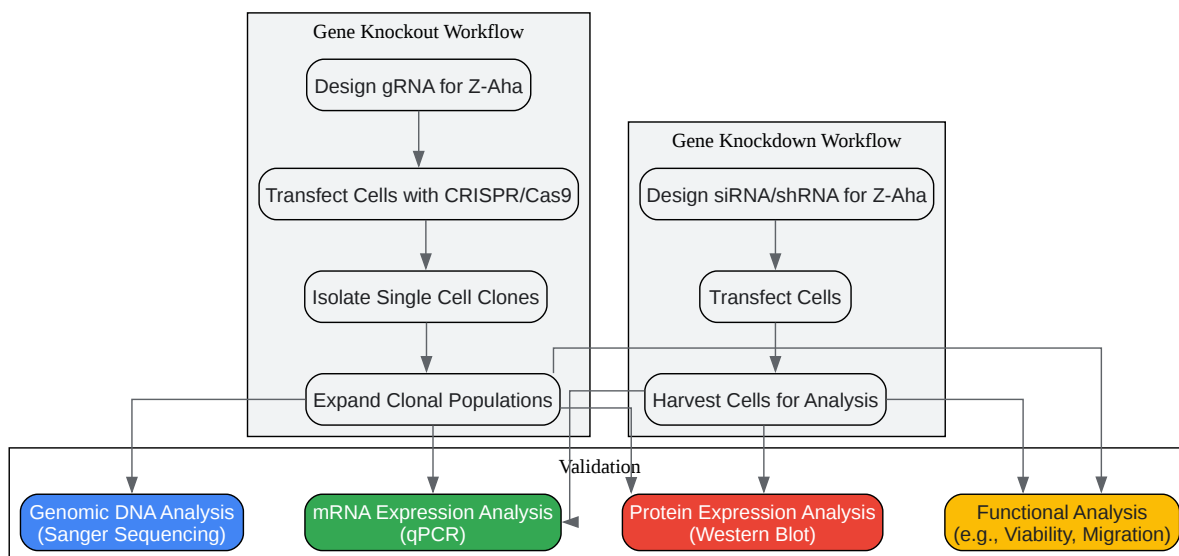 Gene Knockout Workflow
Design gRNA for Z-Aha
Transfect Cells with CRISPR/Cas9
Isolate Single Cell Clones
Expand Clonal Populations
Gene Knockdown Workflow
Design siRNA/shRNA for Z-Aha
Transfect Cells
Harvest Cells for Analysis
Validation
Genomic DNA Analysis
(Sanger Sequencing)
mRNA Expression Analysis
(qPCR)
Protein Expression Analysis
(Western Blot)
Functional Analysis
(e.g., Viability, Migration)